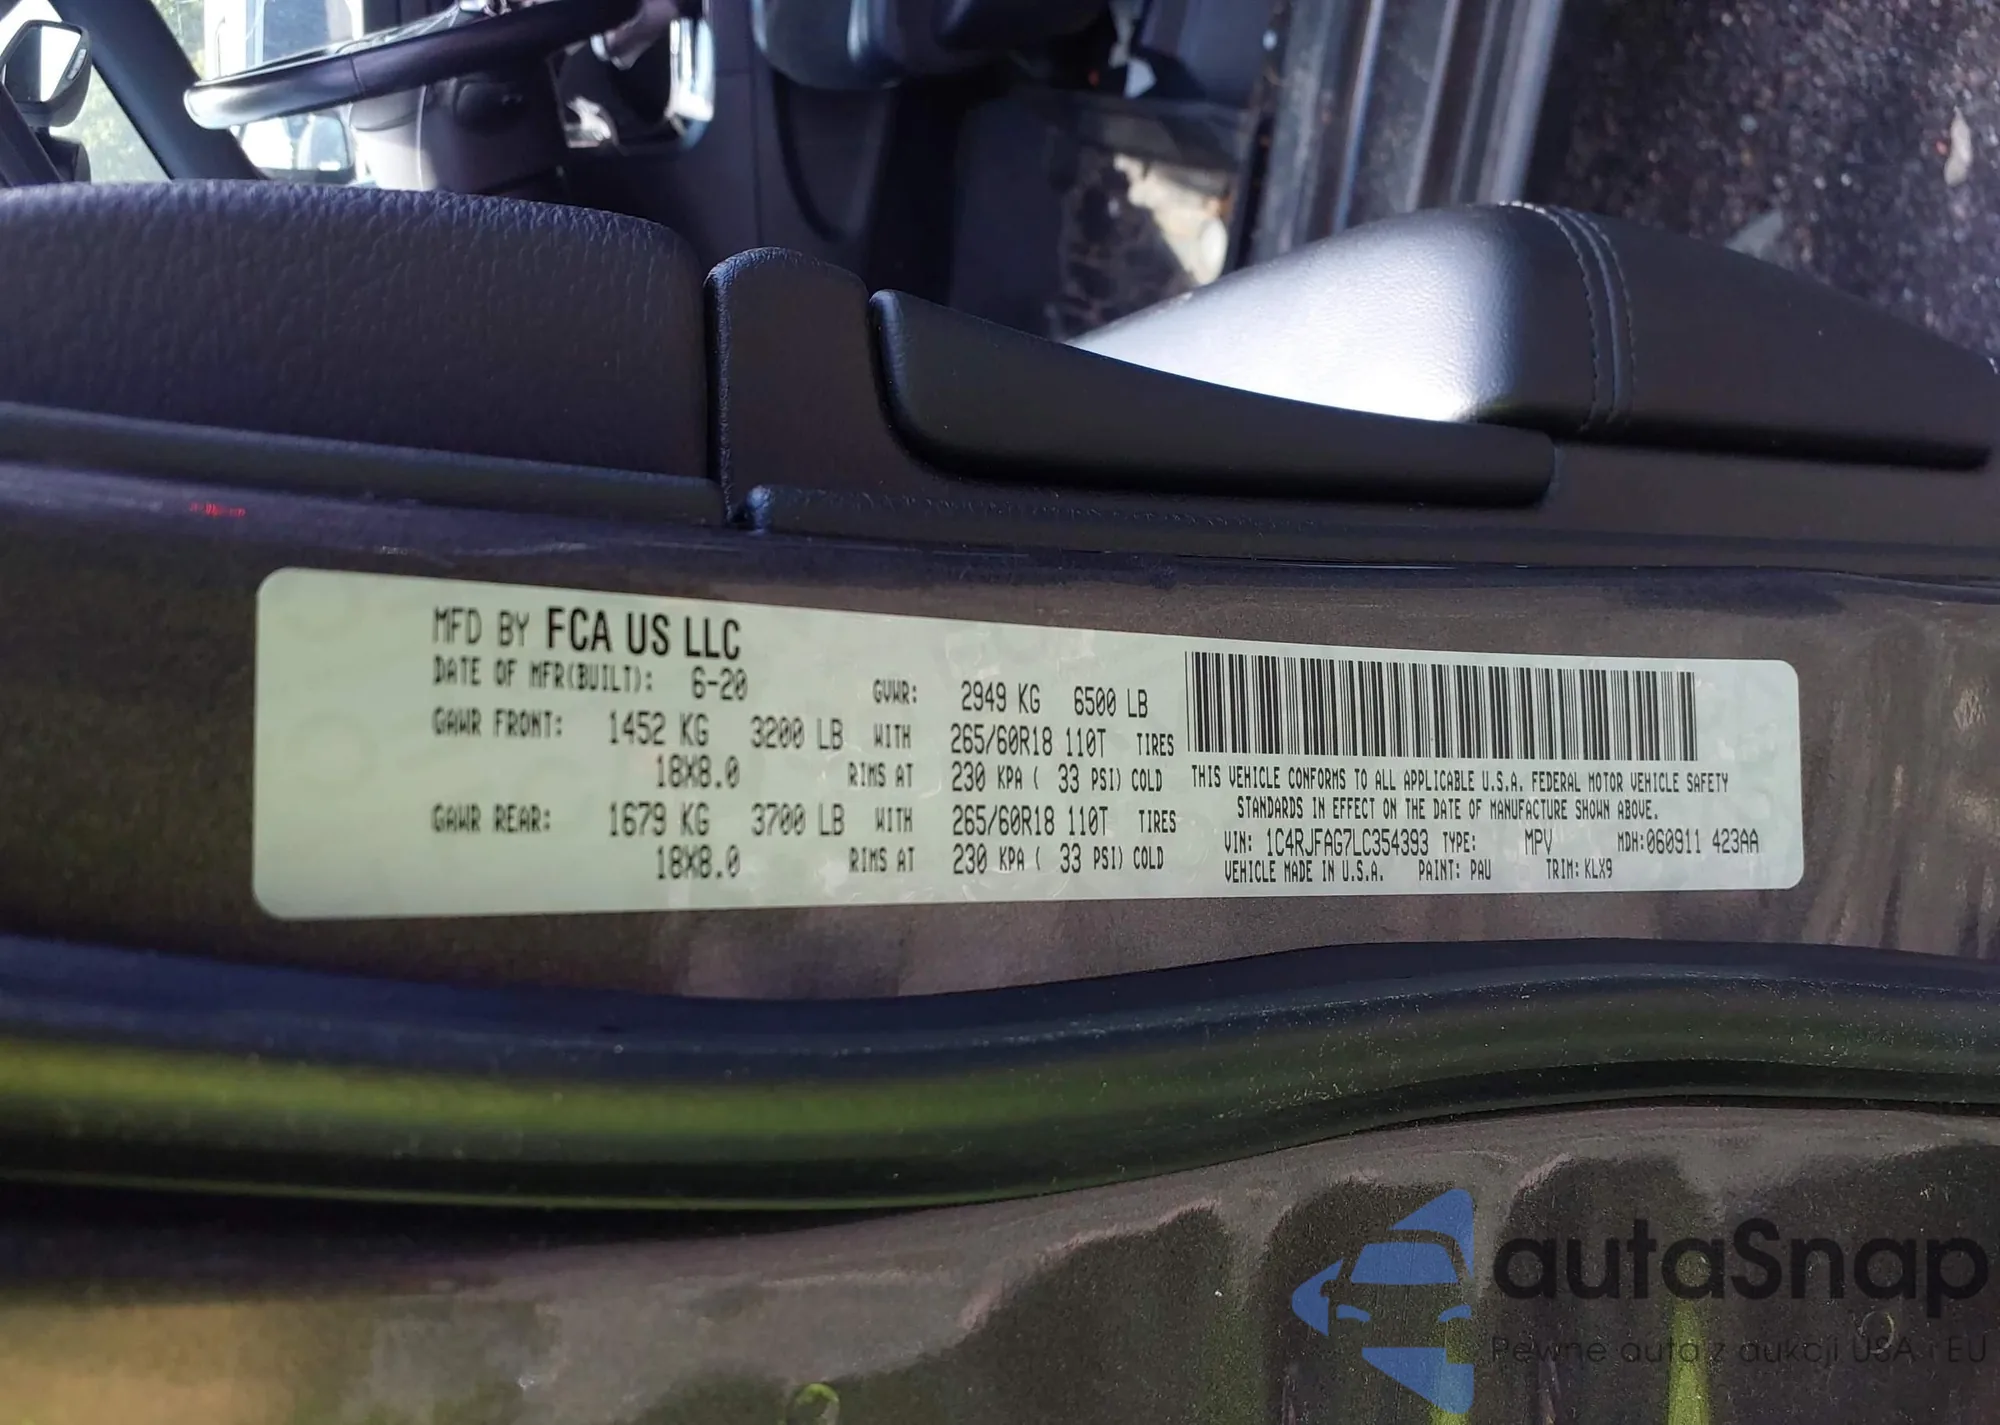 MFD BY FCA US LLC
DATE OF MFR(BUILT): 6-20
GVWR: 2949 KG 6500 LB
GAWR FRONT: 1452 KG 3200 LB WITH 265/60R18 110T TIRES
18X8.0 RIMS AT 230 KPA ( 33 PSI) COLD
GAWR REAR: 1679 KG 3700 LB WITH 265/60R18 110T TIRES
18X8.0 RIMS AT 230 KPA ( 33 PSI) COLD
THIS VEHICLE CONFORMS TO ALL APPLICABLE U.S.A. FEDERAL MOTOR VEHICLE SAFETY
STANDARDS IN EFFECT ON THE DATE OF MANUFACTURE SHOWN ABOVE.
VIN: 1C4RJFAG7LC354393 TYPE: MPV MDH:060911 423AA
VEHICLE MADE IN U.S.A. PAINT: PAU TRIM: KLX9
autaSnap
Pewne auta z aukcji USA i EU